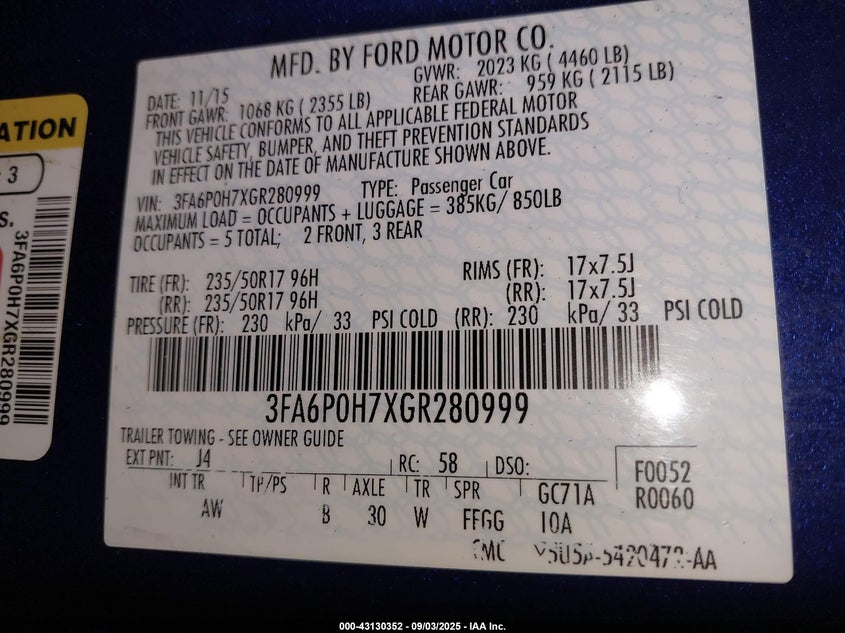 MFD. BY FORD MOTOR CO.
DATE: 11/15 GVWR: 2023 KG ( 4460 LB)
FRONT GAWR: 1068 KG ( 2355 LB) REAR GAWR: 959 KG ( 2115 LB)
THIS VEHICLE CONFORMS TO ALL APPLICABLE FEDERAL MOTOR
VEHICLE SAFETY, BUMPER, AND THEFT PREVENTION STANDARDS
IN EFFECT ON THE DATE OF MANUFACTURE SHOWN ABOVE.
VIN: 3FA6P0H7XGR280999 TYPE: Passenger Car
MAXIMUM LOAD = OCCUPANTS + LUGGAGE = 385KG/ 850LB
OCCUPANTS = 5 TOTAL; 2 FRONT, 3 REAR
TIRE (FR): 235/50R17 96H RIMS (FR): 17x7.5J
(RR): 235/50R17 96H (RR): 17x7.5J
PRESSURE (FR): 230 kPa/ 33 PSI COLD (RR): 230 kPa/ 33 PSI COLD
3FA6P0H7XGR280999
TRAILER TOWING - SEE OWNER GUIDE
EXT PNT: J4 RC: 58 DSO:
INT TR TP/PS R AXLE TR SPR GC71A
AW B 30 W FFGG 10A
F0052
R0060
ATION
3
S.
3FA6P0H7XGR280999
000-43130352 - 09/03/2025 - IAA Inc.